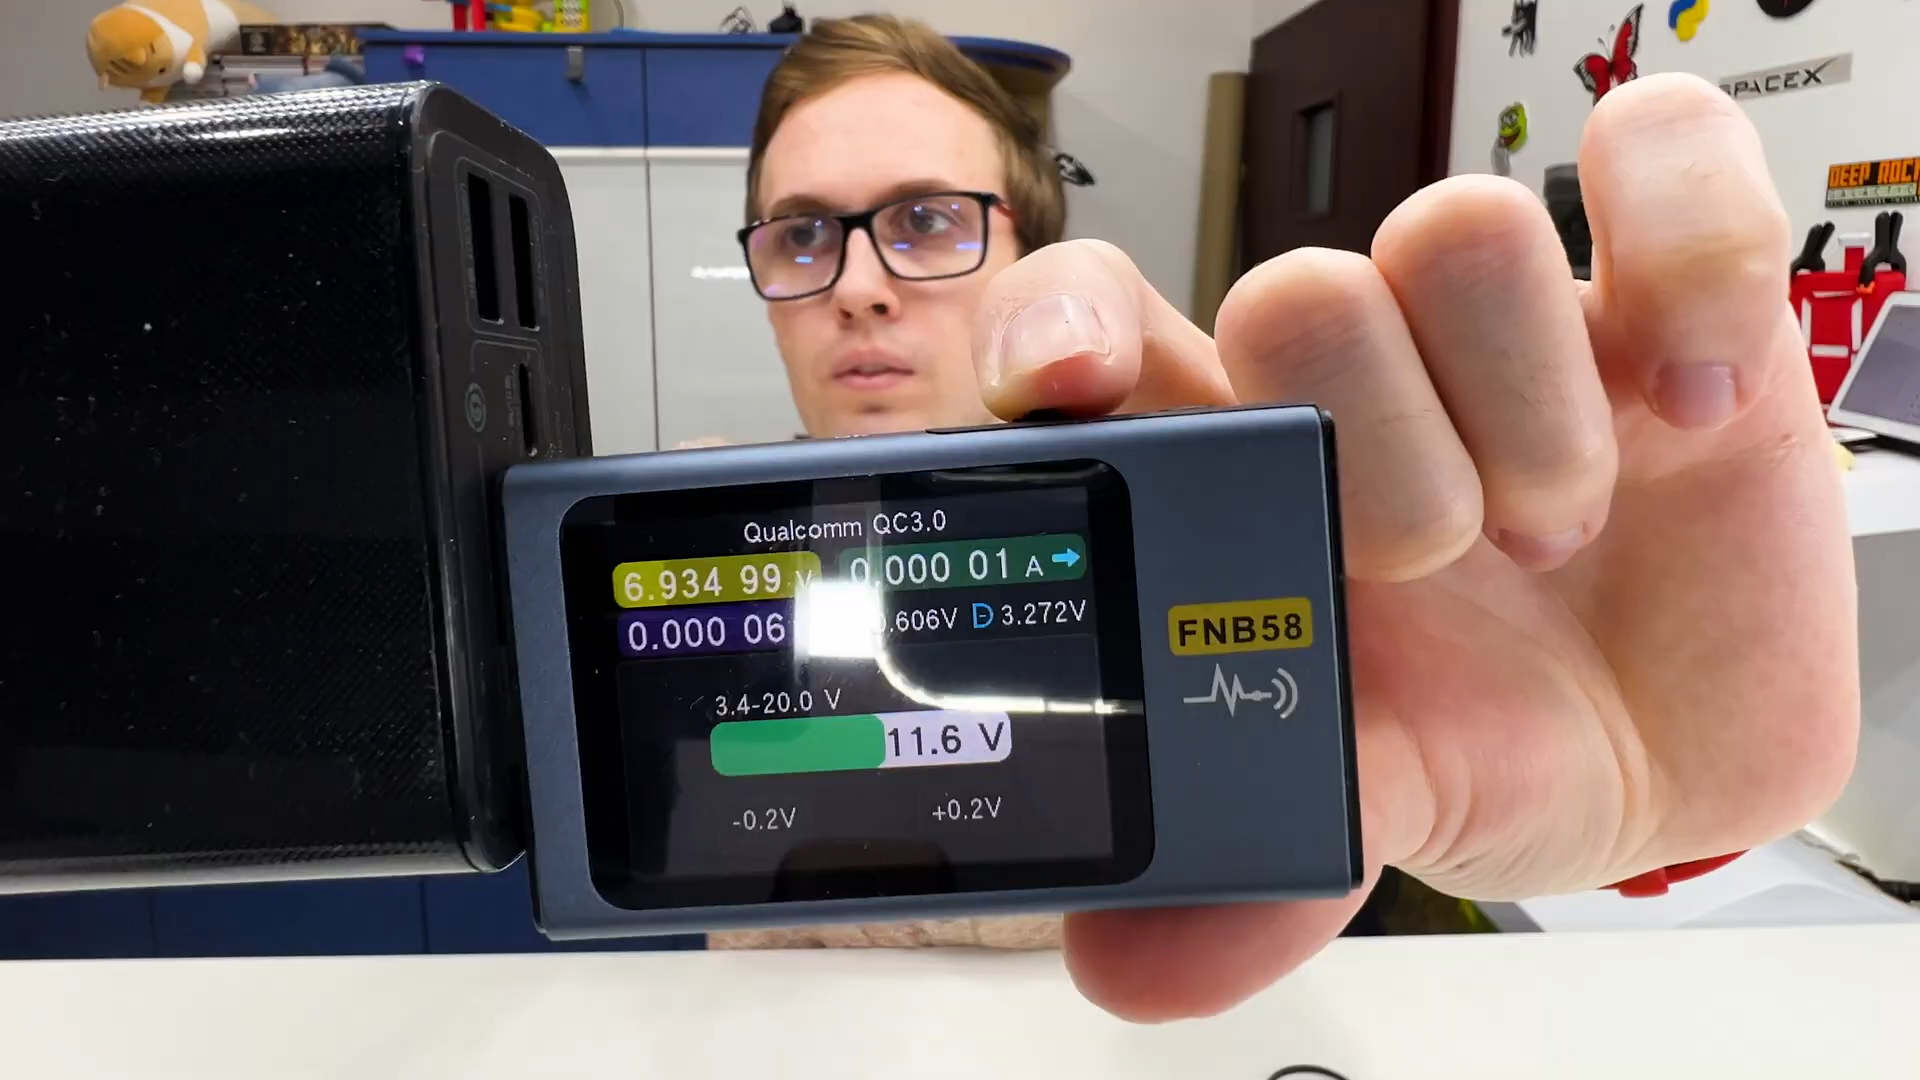 SPACEX
DEEP ROCK
Qualcomm QC3.0
6.934 99 V
0.000 01 A
0.000 06
.606V D- 3.272V
3.4-20.0 V
11.6 V
-0.2V
+0.2V
FNB58